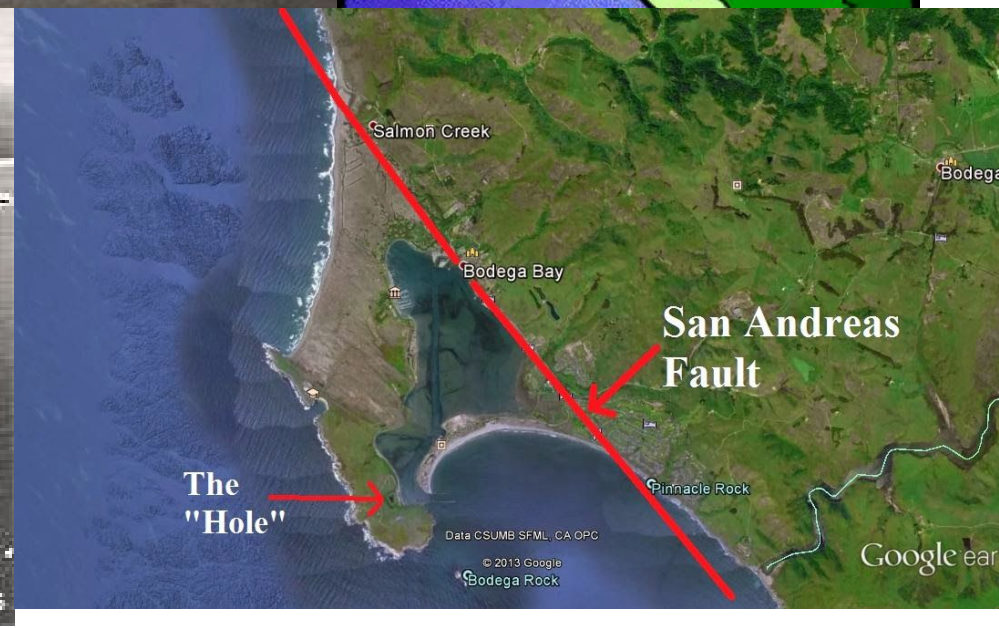 Salmon Creek
Bodega
Bodega Bay
San Andreas
Fault
The
"Hole"
Pinnacle Rock
Data CSUMB SFML, CA OPC
© 2013 Google
Bodega Rock
Google ear